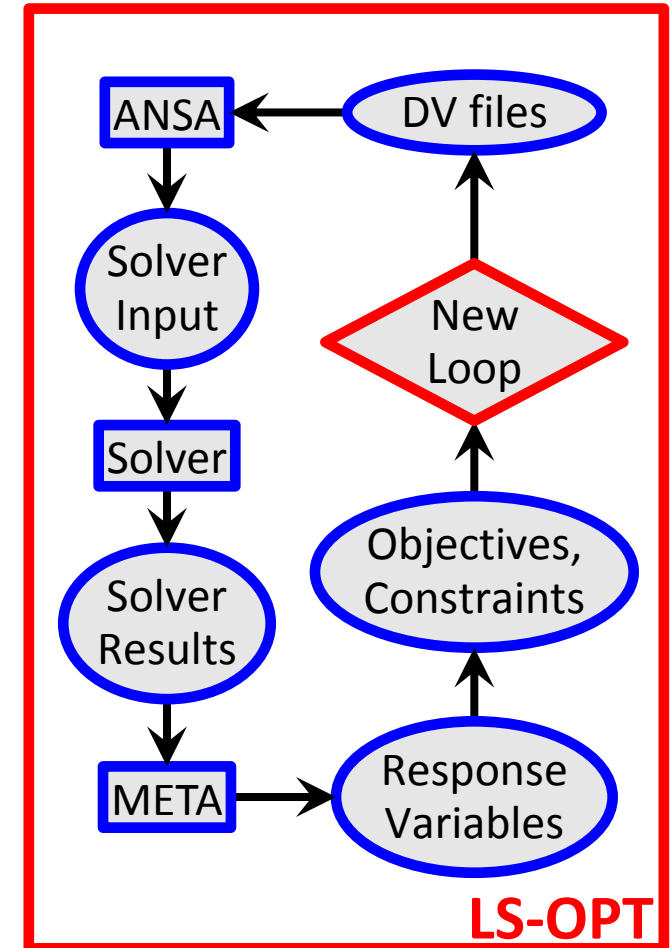 ANSA
DV files
Solver
Input
New
Loop
Solver
Objectives,
Constraints
Solver
Results
META
Response
Variables
LS-OPT